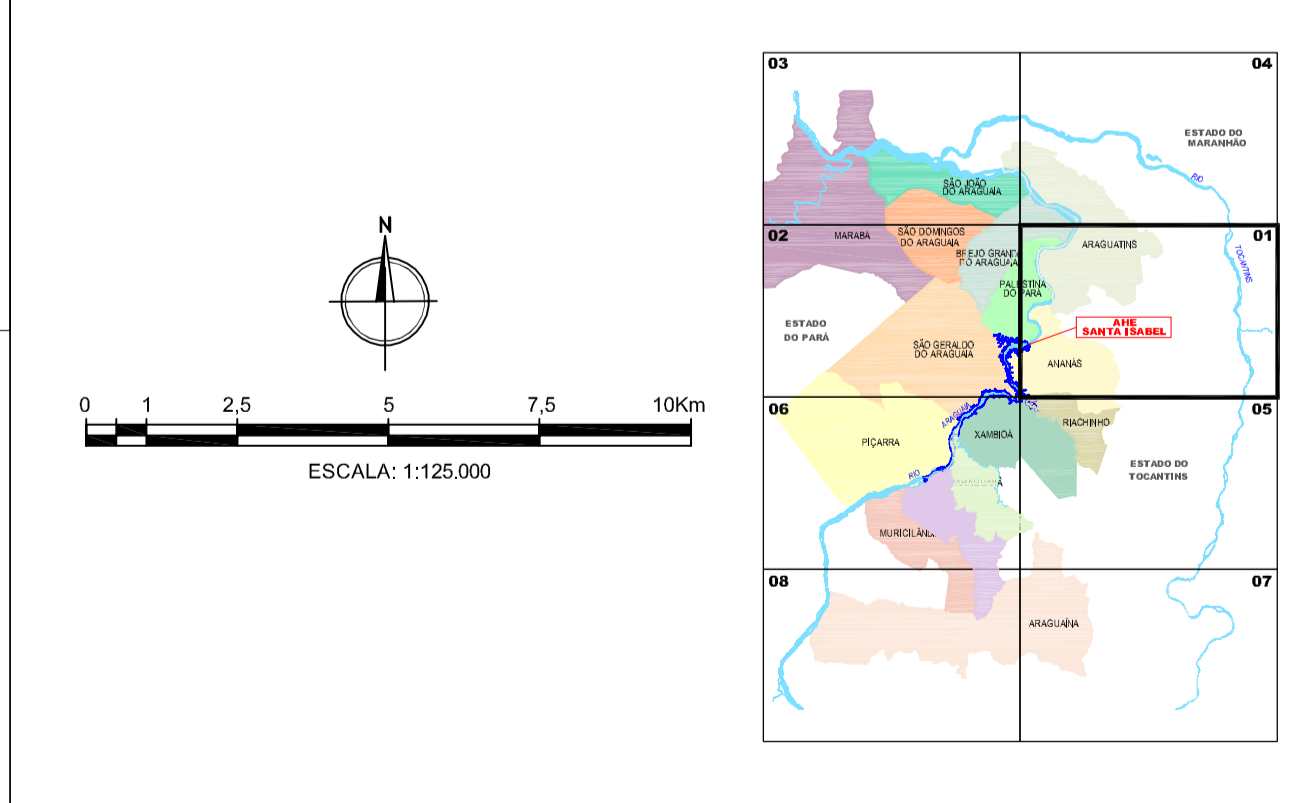 N
0 1 2,5 5 7,5 10Km
ESCALA: 1:125.000
03 04
ESTADO DO
MARANHÃO
RIO
SÃO JOÃO
DO ARAGUAIA
02 01
MARABÁ
SÃO DOMINGOS
DO ARAGUAIA
BREJO GRANDE
DO ARAGUAIA
ARAGUATINS
TOCANTINS
PALESTINA
DO PARÁ
ESTADO
DO PARÁ
AHE
SANTA ISABEL
SÃO GERALDO
DO ARAGUAIA
ANANÁS
06 05
ARAGUAIA
RIACHINHO
PIÇARRA
XAMBIOÁ
RIO
ESTADO DO
TOCANTINS
MURICILÂND
08 07
ARAGUAÍNA